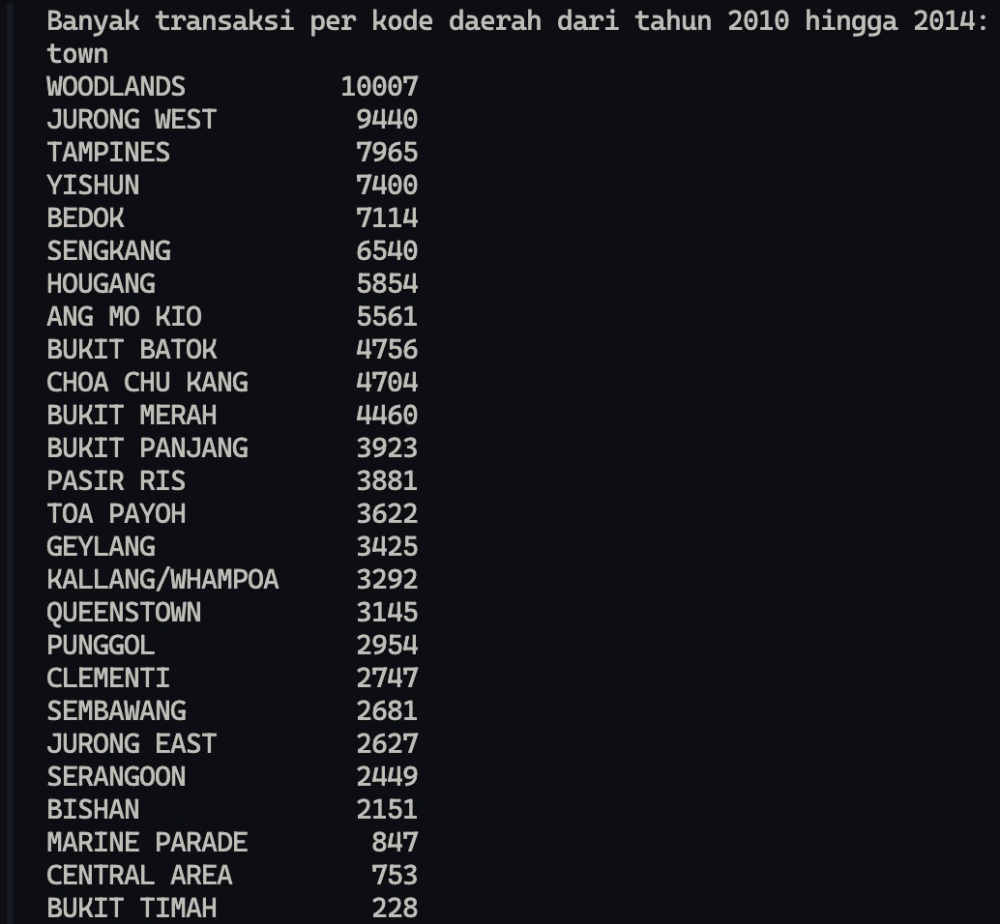 Banyak transaksi per kode daerah dari tahun 2010 hingga 2014:
town
WOODLANDS 10007
JURONG WEST 9440
TAMPINES 7965
YISHUN 7400
BEDOK 7114
SENGKANG 6540
HOUGANG 5854
ANG MO KIO 5561
BUKIT BATOK 4756
CHOA CHU KANG 4704
BUKIT MERAH 4460
BUKIT PANJANG 3923
PASIR RIS 3881
TOA PAYOH 3622
GEYLANG 3425
KALLANG/WHAMPOA 3292
QUEENSTOWN 3145
PUNGGOL 2954
CLEMENTI 2747
SEMBAWANG 2681
JURONG EAST 2627
SERANGOON 2449
BISHAN 2151
MARINE PARADE 847
CENTRAL AREA 753
BUKIT TIMAH 228